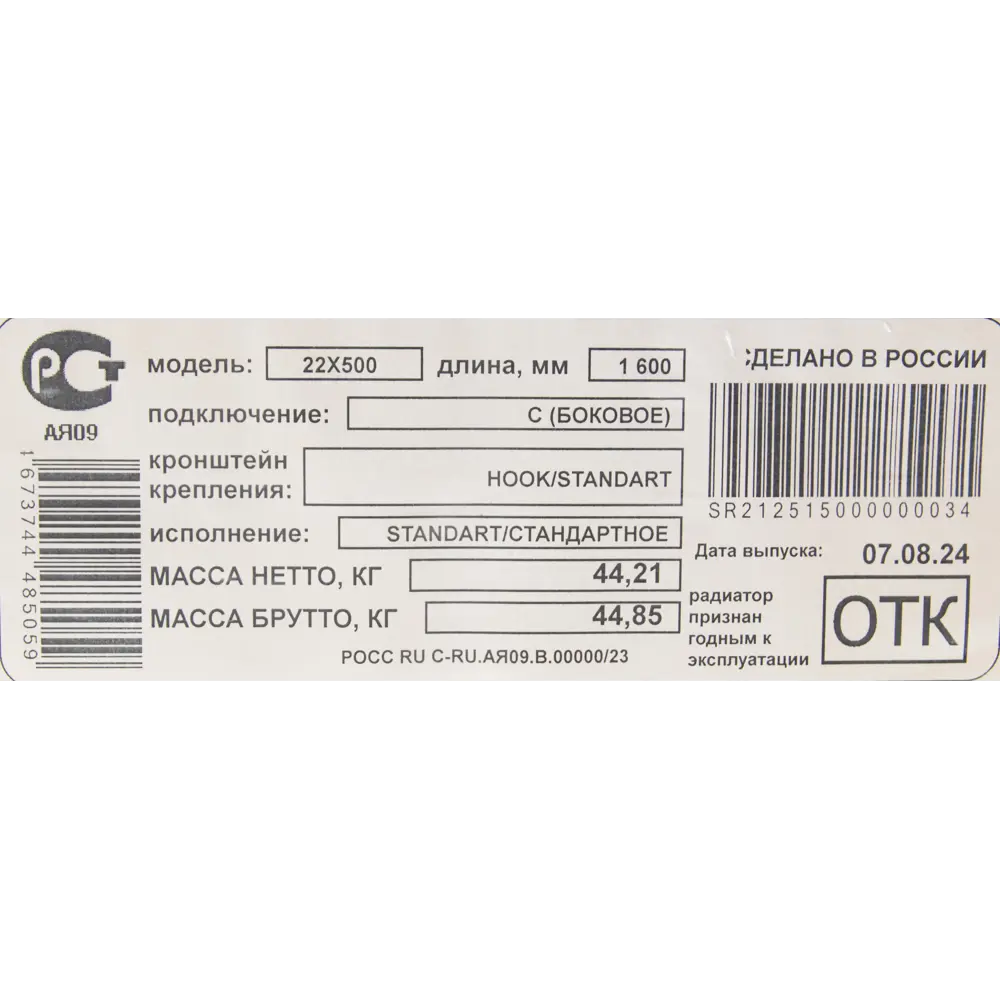 РСТ
АЯ09
1673744 485059
модель: 22X500 длина, мм 1 600
подключение: С (БОКОВОЕ)
кронштейн
крепления: HOOK/STANDART
исполнение: STANDART/СТАНДАРТНОЕ
МАССА НЕТТО, КГ 44,21
МАССА БРУТТО, КГ 44,85
РОСС RU C-RU.АЯ09.В.00000/23
СДЕЛАНО В РОССИИ
SR212515000000034
Дата выпуска: 07.08.24
радиатор
признан
годным к
эксплуатации
ОТК